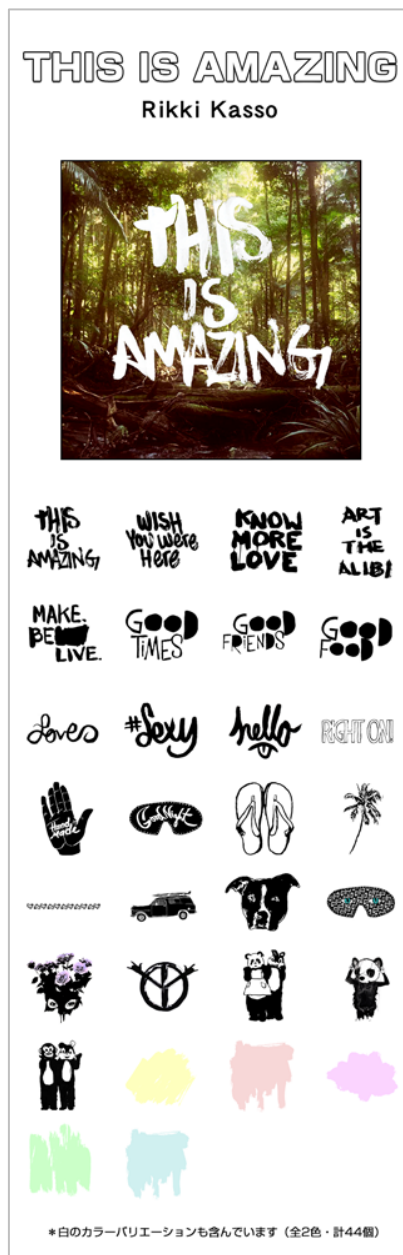 THIS IS AMAZING
Rikki Kasso
THIS
IS
AMAZING
THIS
IS
AMAZING
WISH
You Were
Here
KNOW
MORE
LOVE
ART
IS
THE
ALIBI
MAKE.
BE
LIVE.
GOOD
TiMES
GOOD
FRiENDS
GOOD
FOOD
Loves
#Sexy
hello
RIGHT ON!
Hand
Made
Good Night
*白のカラーバリエーションも含んでいます（全2色・計44個）